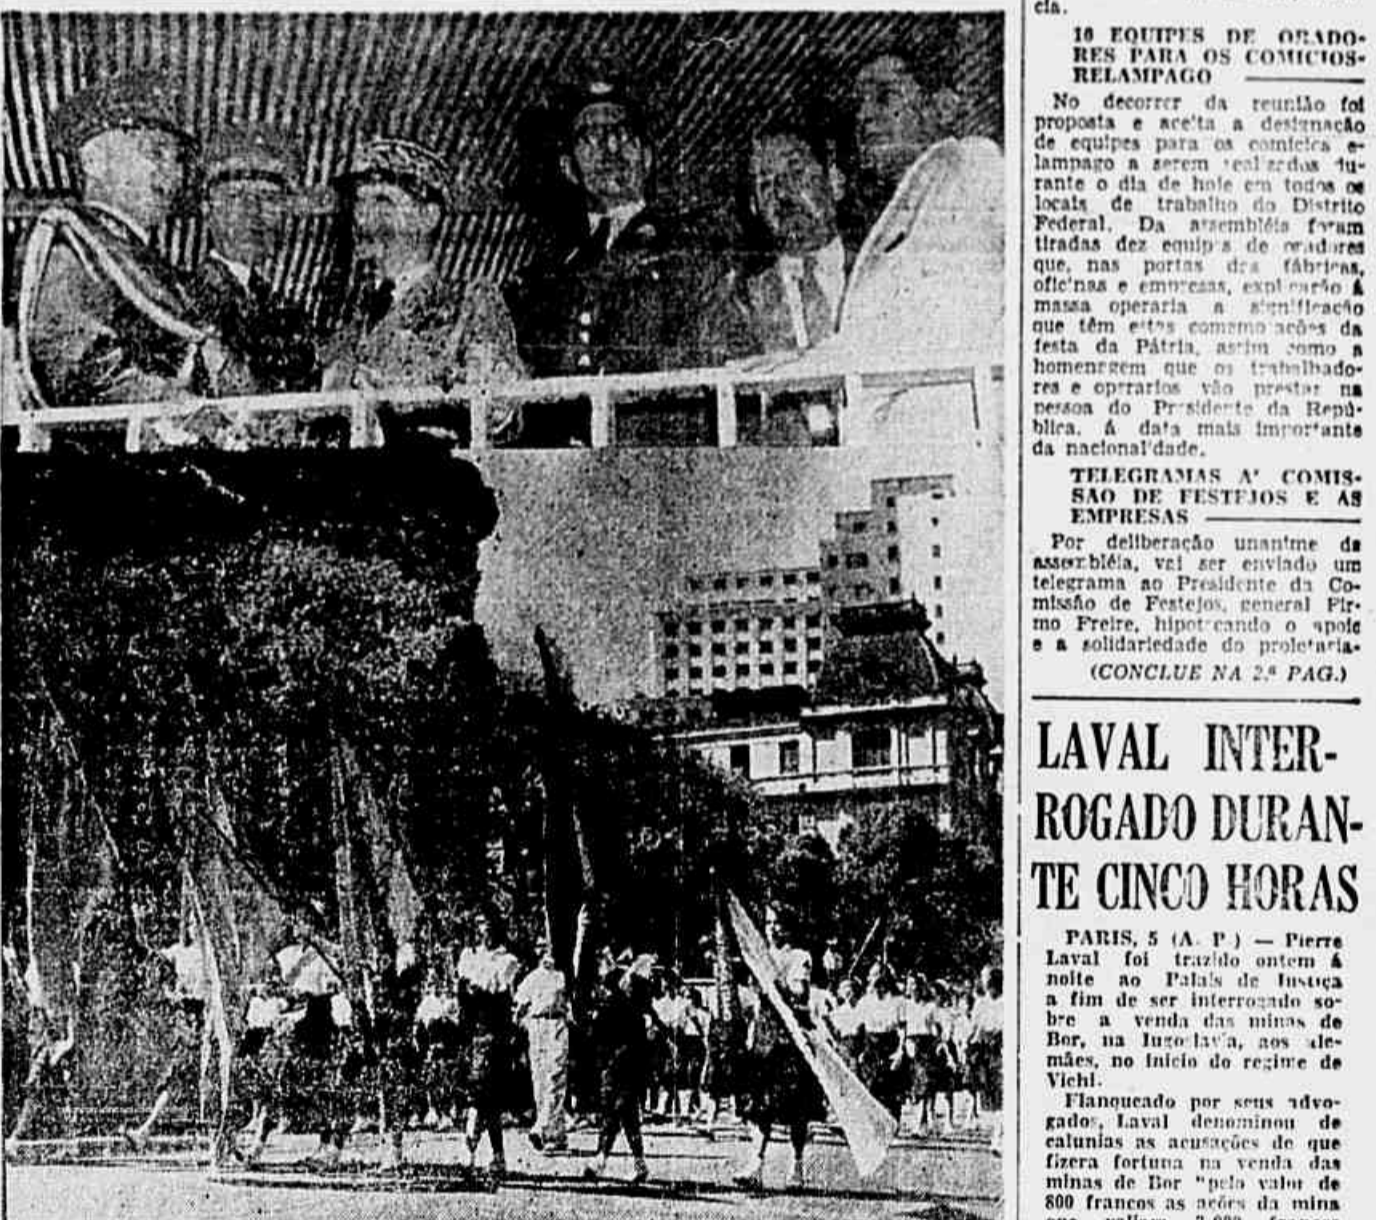 cia.
10 EQUIPES DE ORADO-
RES PARA OS COMICIOS-
RELAMPAGO
No decorrer da reunião foi
proposta e aceita a designação
de equipes para os comicios e-
lampago a serem realizados du-
rante o dia de hoje em todos os
locais de trabalho do Distrito
Federal. Da assembléia foram
tiradas dez equipes de oradores
que, nas portas das fábricas,
oficinas e empresas, explicarão á
massa operaria a significação
que têm estas comemorações da
festa da Pátria, assim como a
homenagem que os trabalhado-
res e operarios vão prestar na
pessoa do Presidente da Repú-
blica, á data mais importante
da nacionalidade.
TELEGRAMAS A' COMIS-
SAO DE FESTEJOS E AS
EMPRESAS
Por deliberação unanime da
assembléia, vai ser enviado um
telegrama ao Presidente da Co-
missão de Festejos, general Fir-
mo Freire, hipotecando o apoio
e a solidariedade do proletaria-
(CONCLUE NA 2.ª PAG.)
LAVAL INTER-
ROGADO DURAN-
TE CINCO HORAS
PARIS, 5 (A. P.) — Pierre
Laval foi trazido ontem á
noite ao Palais de Justiça
a fim de ser interrogado so-
bre a venda das minas de
Bor, na Iugoslavia, aos ale-
mães, no inicio do regime de
Vichi.
Flanqueado por seus advo-
gados, Laval denominou de
calunias as acusações de que
fizera fortuna na venda das
minas de Bor "pelo valor de
800 francos as ações da mina